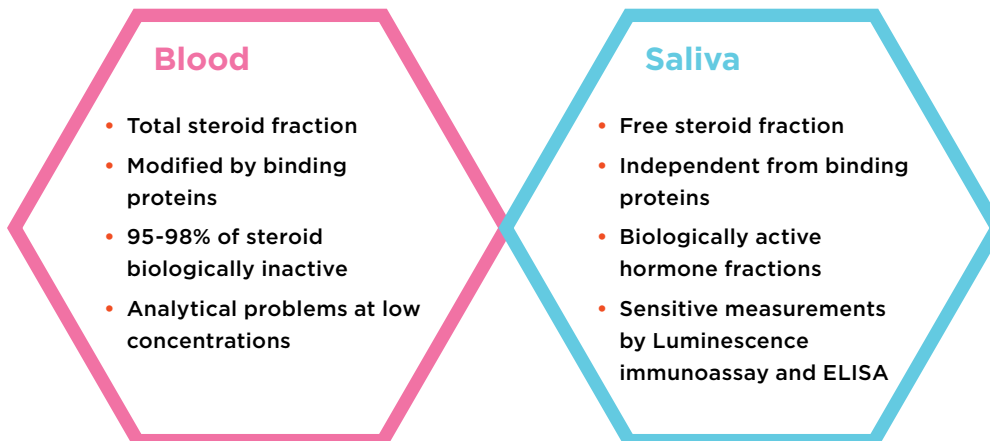 Blood
• Total steroid fraction
• Modified by binding
proteins
• 95-98% of steroid
biologically inactive
• Analytical problems at low
concentrations
Saliva
• Free steroid fraction
• Independent from binding
proteins
• Biologically active
hormone fractions
• Sensitive measurements
by Luminescence
immunoassay and ELISA